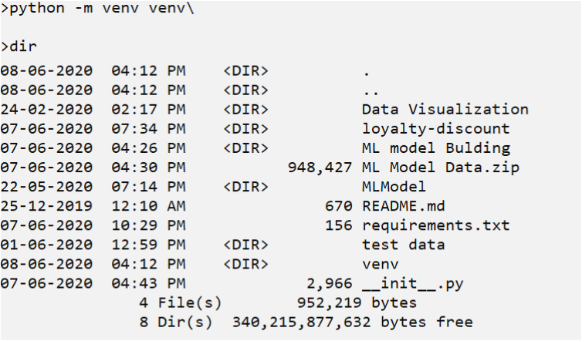 >python -m venv venv\
>dir
08-06-2020 04:12 PM <DIR> .
08-06-2020 04:12 PM <DIR> ..
24-02-2020 02:17 PM <DIR> Data Visualization
07-06-2020 07:34 PM <DIR> loyalty-discount
07-06-2020 04:26 PM <DIR> ML model Bulding
07-06-2020 04:30 PM 948,427 ML Model Data.zip
22-05-2020 07:14 PM <DIR> MLModel
25-12-2019 12:10 AM 670 README.md
07-06-2020 10:29 PM 156 requirements.txt
01-06-2020 12:59 PM <DIR> test data
08-06-2020 04:12 PM <DIR> venv
07-06-2020 04:43 PM 2,966 __init__.py
4 File(s) 952,219 bytes
8 Dir(s) 340,215,877,632 bytes free